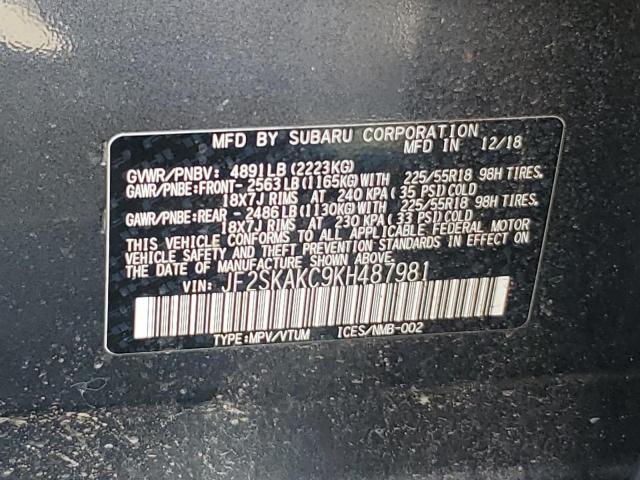 MFD BY SUBARU CORPORATION
MFD IN 12/18
GVWR/PNBV: 4891LB(2223KG)
GAWR/PNBE:FRONT- 2563LB(1165KG)WITH 225/55R18 98H TIRES,
18X7J RIMS AT 240 KPA(35 PSI)COLD
GAWR/PNBE:REAR - 2486LB(1130KG)WITH 225/55R18 98H TIRES,
18X7J RIMS AT 230 KPA(33 PSI)COLD
THIS VEHICLE CONFORMS TO ALL APPLICABLE FEDERAL MOTOR
VEHICLE SAFETY AND THEFT PREVENTION STANDARDS IN EFFECT
ON THE DATE OF MANUFACTURE SHOWN ABOVE.
VIN: JF2SKAKC9KH487981
TYPE:MPV/VTUM ICES/NMB-002